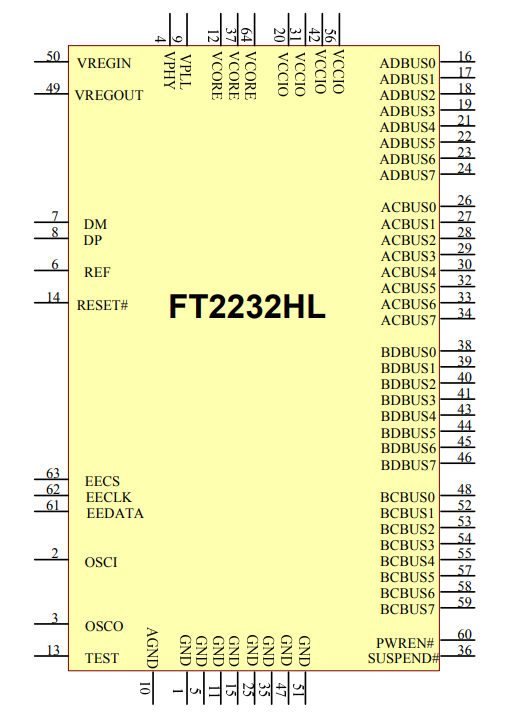 4 9 12 37 64 20 31 42 56
VPHY VPLL VCORE VCORE VCORE VCCIO VCCIO VCCIO VCCIO
50 VREGIN ADBUS0 16
ADBUS1 17
49 VREGOUT ADBUS2 18
ADBUS3 19
ADBUS4 21
ADBUS5 22
ADBUS6 23
ADBUS7 24
ACBUS0 26
7 DM ACBUS1 27
8 DP ACBUS2 28
ACBUS3 29
6 REF ACBUS4 30
ACBUS5 32
14 RESET# ACBUS6 33
FT2232HL
ACBUS7 34
BDBUS0 38
BDBUS1 39
BDBUS2 40
BDBUS3 41
BDBUS4 43
BDBUS5 44
BDBUS6 45
BDBUS7 46
63 EECS
62 EECLK BCBUS0 48
61 EEDATA BCBUS1 52
BCBUS2 53
BCBUS3 54
2 OSCI BCBUS4 55
BCBUS5 57
BCBUS6 58
BCBUS7 59
3 OSCO
PWREN# 60
13 TEST SUSPEND# 36
AGND GND GND GND GND GND GND GND GND
10 1 5 11 15 25 35 47 51